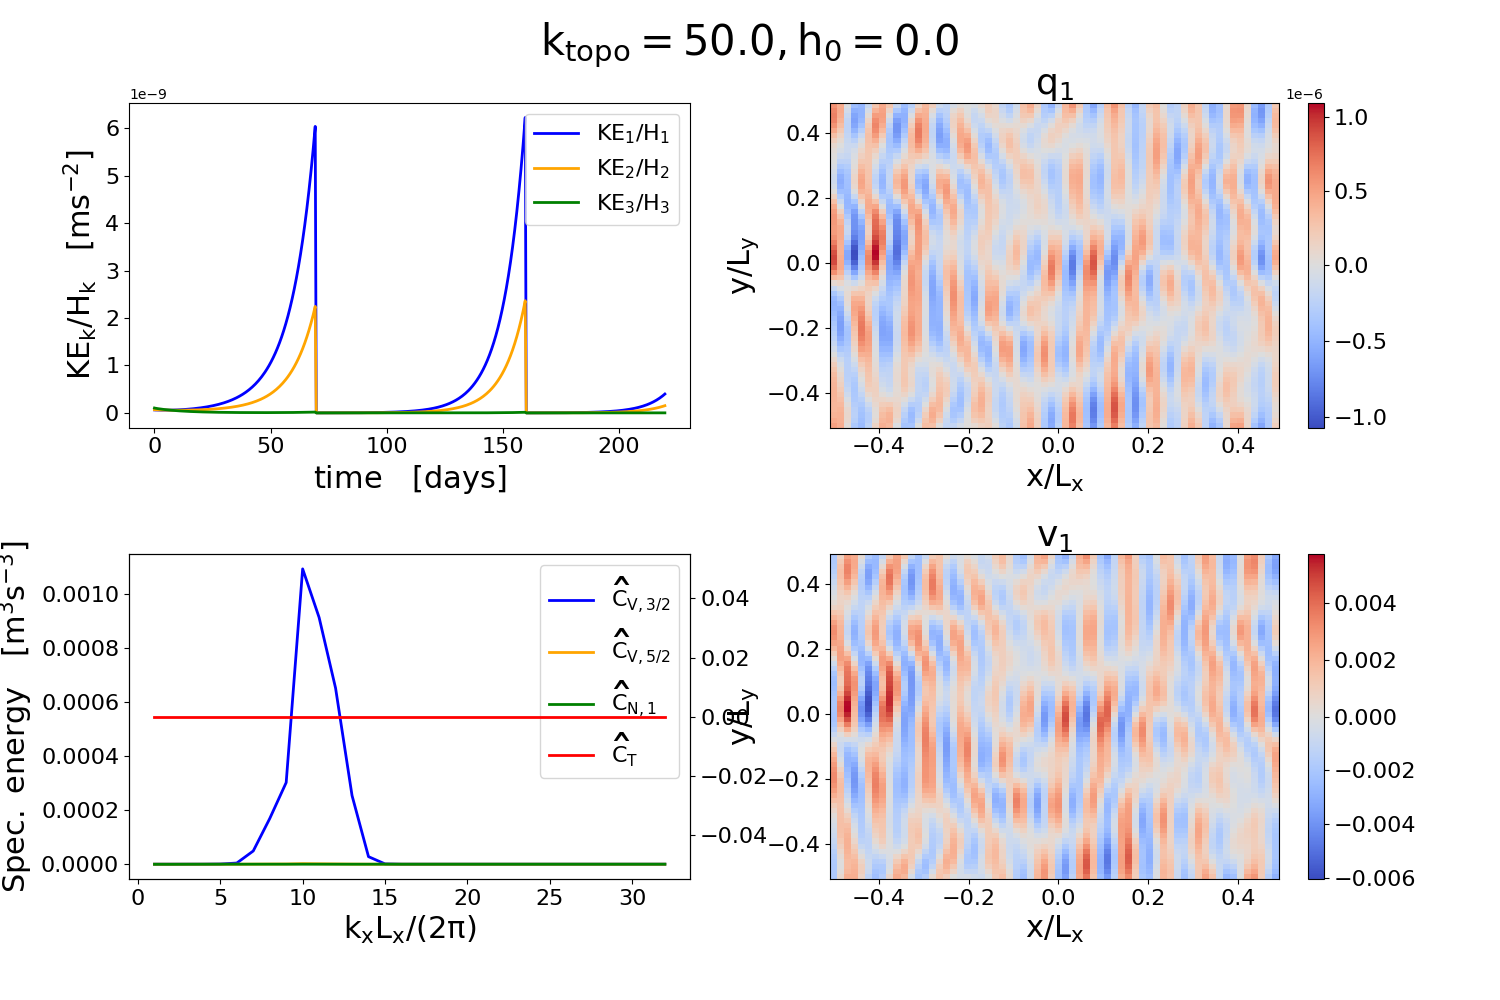 k_topo = 50.0, h_0 = 0.0
1e−9
KE_k/H_k [ms^−2]
6
5
4
3
2
1
0
KE_1/H_1
KE_2/H_2
KE_3/H_3
0 50 100 150 200
time [days]
q_1
1e−6
y/L_y
0.4
0.2
0.0
−0.2
−0.4
−0.4 −0.2 0.0 0.2 0.4
x/L_x
1.0
0.5
0.0
−0.5
−1.0
Spec. energy [m^3s^−3]
0.0010
0.0008
0.0006
0.0004
0.0002
0.0000
Ĉ_V,3/2
Ĉ_V,5/2
Ĉ_N,1
Ĉ_T
0.04
0.02
0.00
−0.02
−0.04
0 5 10 15 20 25 30
k_xL_x/(2π)
v_1
y/L_y
0.4
0.2
0.0
−0.2
−0.4
−0.4 −0.2 0.0 0.2 0.4
x/L_x
0.004
0.002
0.000
−0.002
−0.004
−0.006